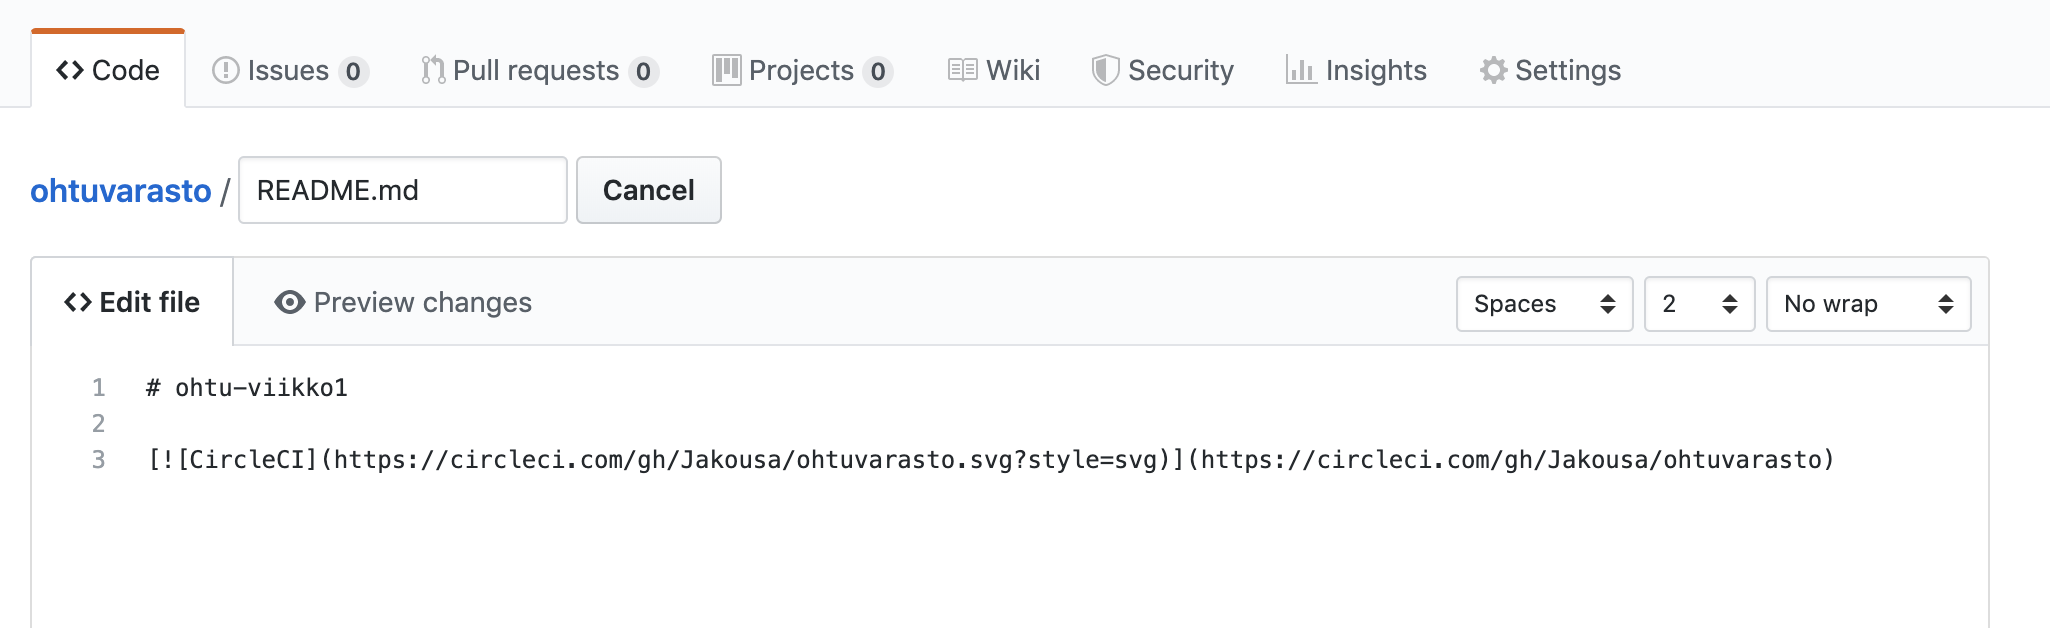 Code Issues 0 Pull requests 0 Projects 0 Wiki Security Insights Settings
ohtuvarasto / README.md Cancel
Edit file Preview changes Spaces 2 No wrap
1 # ohtu-viikko1
2
3 [![CircleCI](https://circleci.com/gh/Jakousa/ohtuvarasto.svg?style=svg)](https://circleci.com/gh/Jakousa/ohtuvarasto)